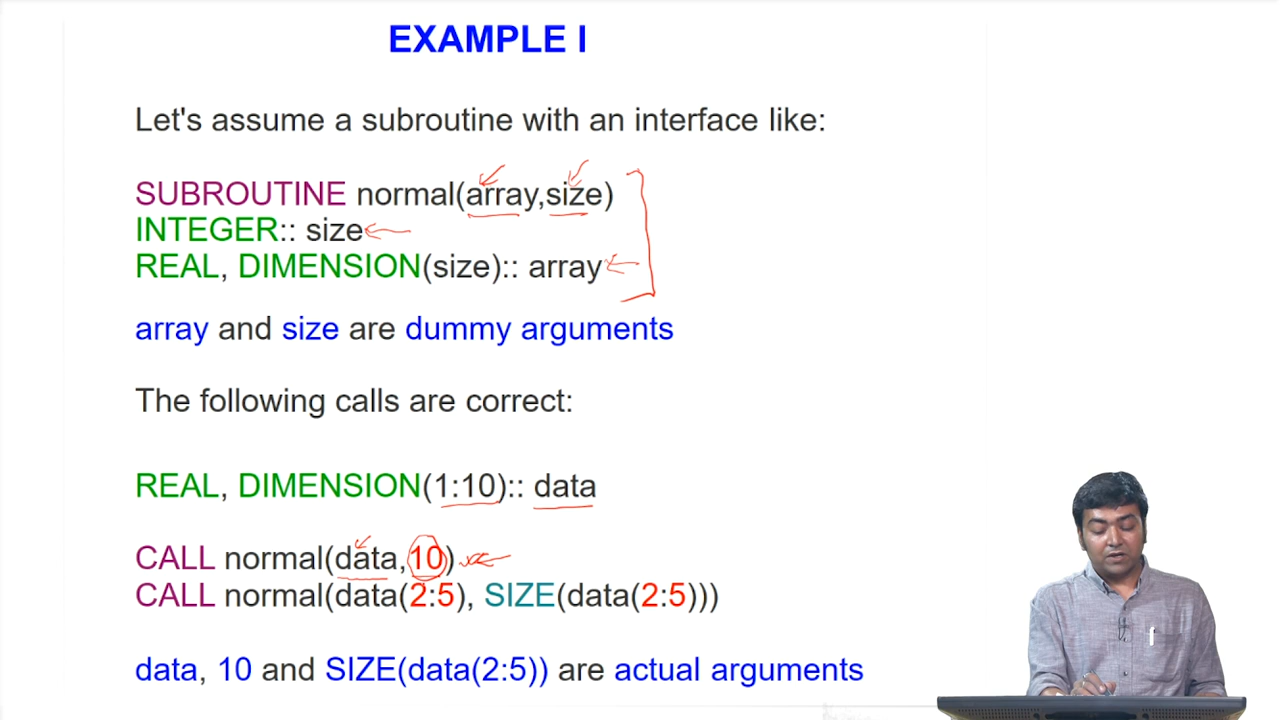 EXAMPLE I
Let's assume a subroutine with an interface like:
SUBROUTINE normal(array,size)
INTEGER:: size
REAL, DIMENSION(size):: array
array and size are dummy arguments
The following calls are correct:
REAL, DIMENSION(1:10):: data
CALL normal(data,10)
CALL normal(data(2:5), SIZE(data(2:5)))
data, 10 and SIZE(data(2:5)) are actual arguments